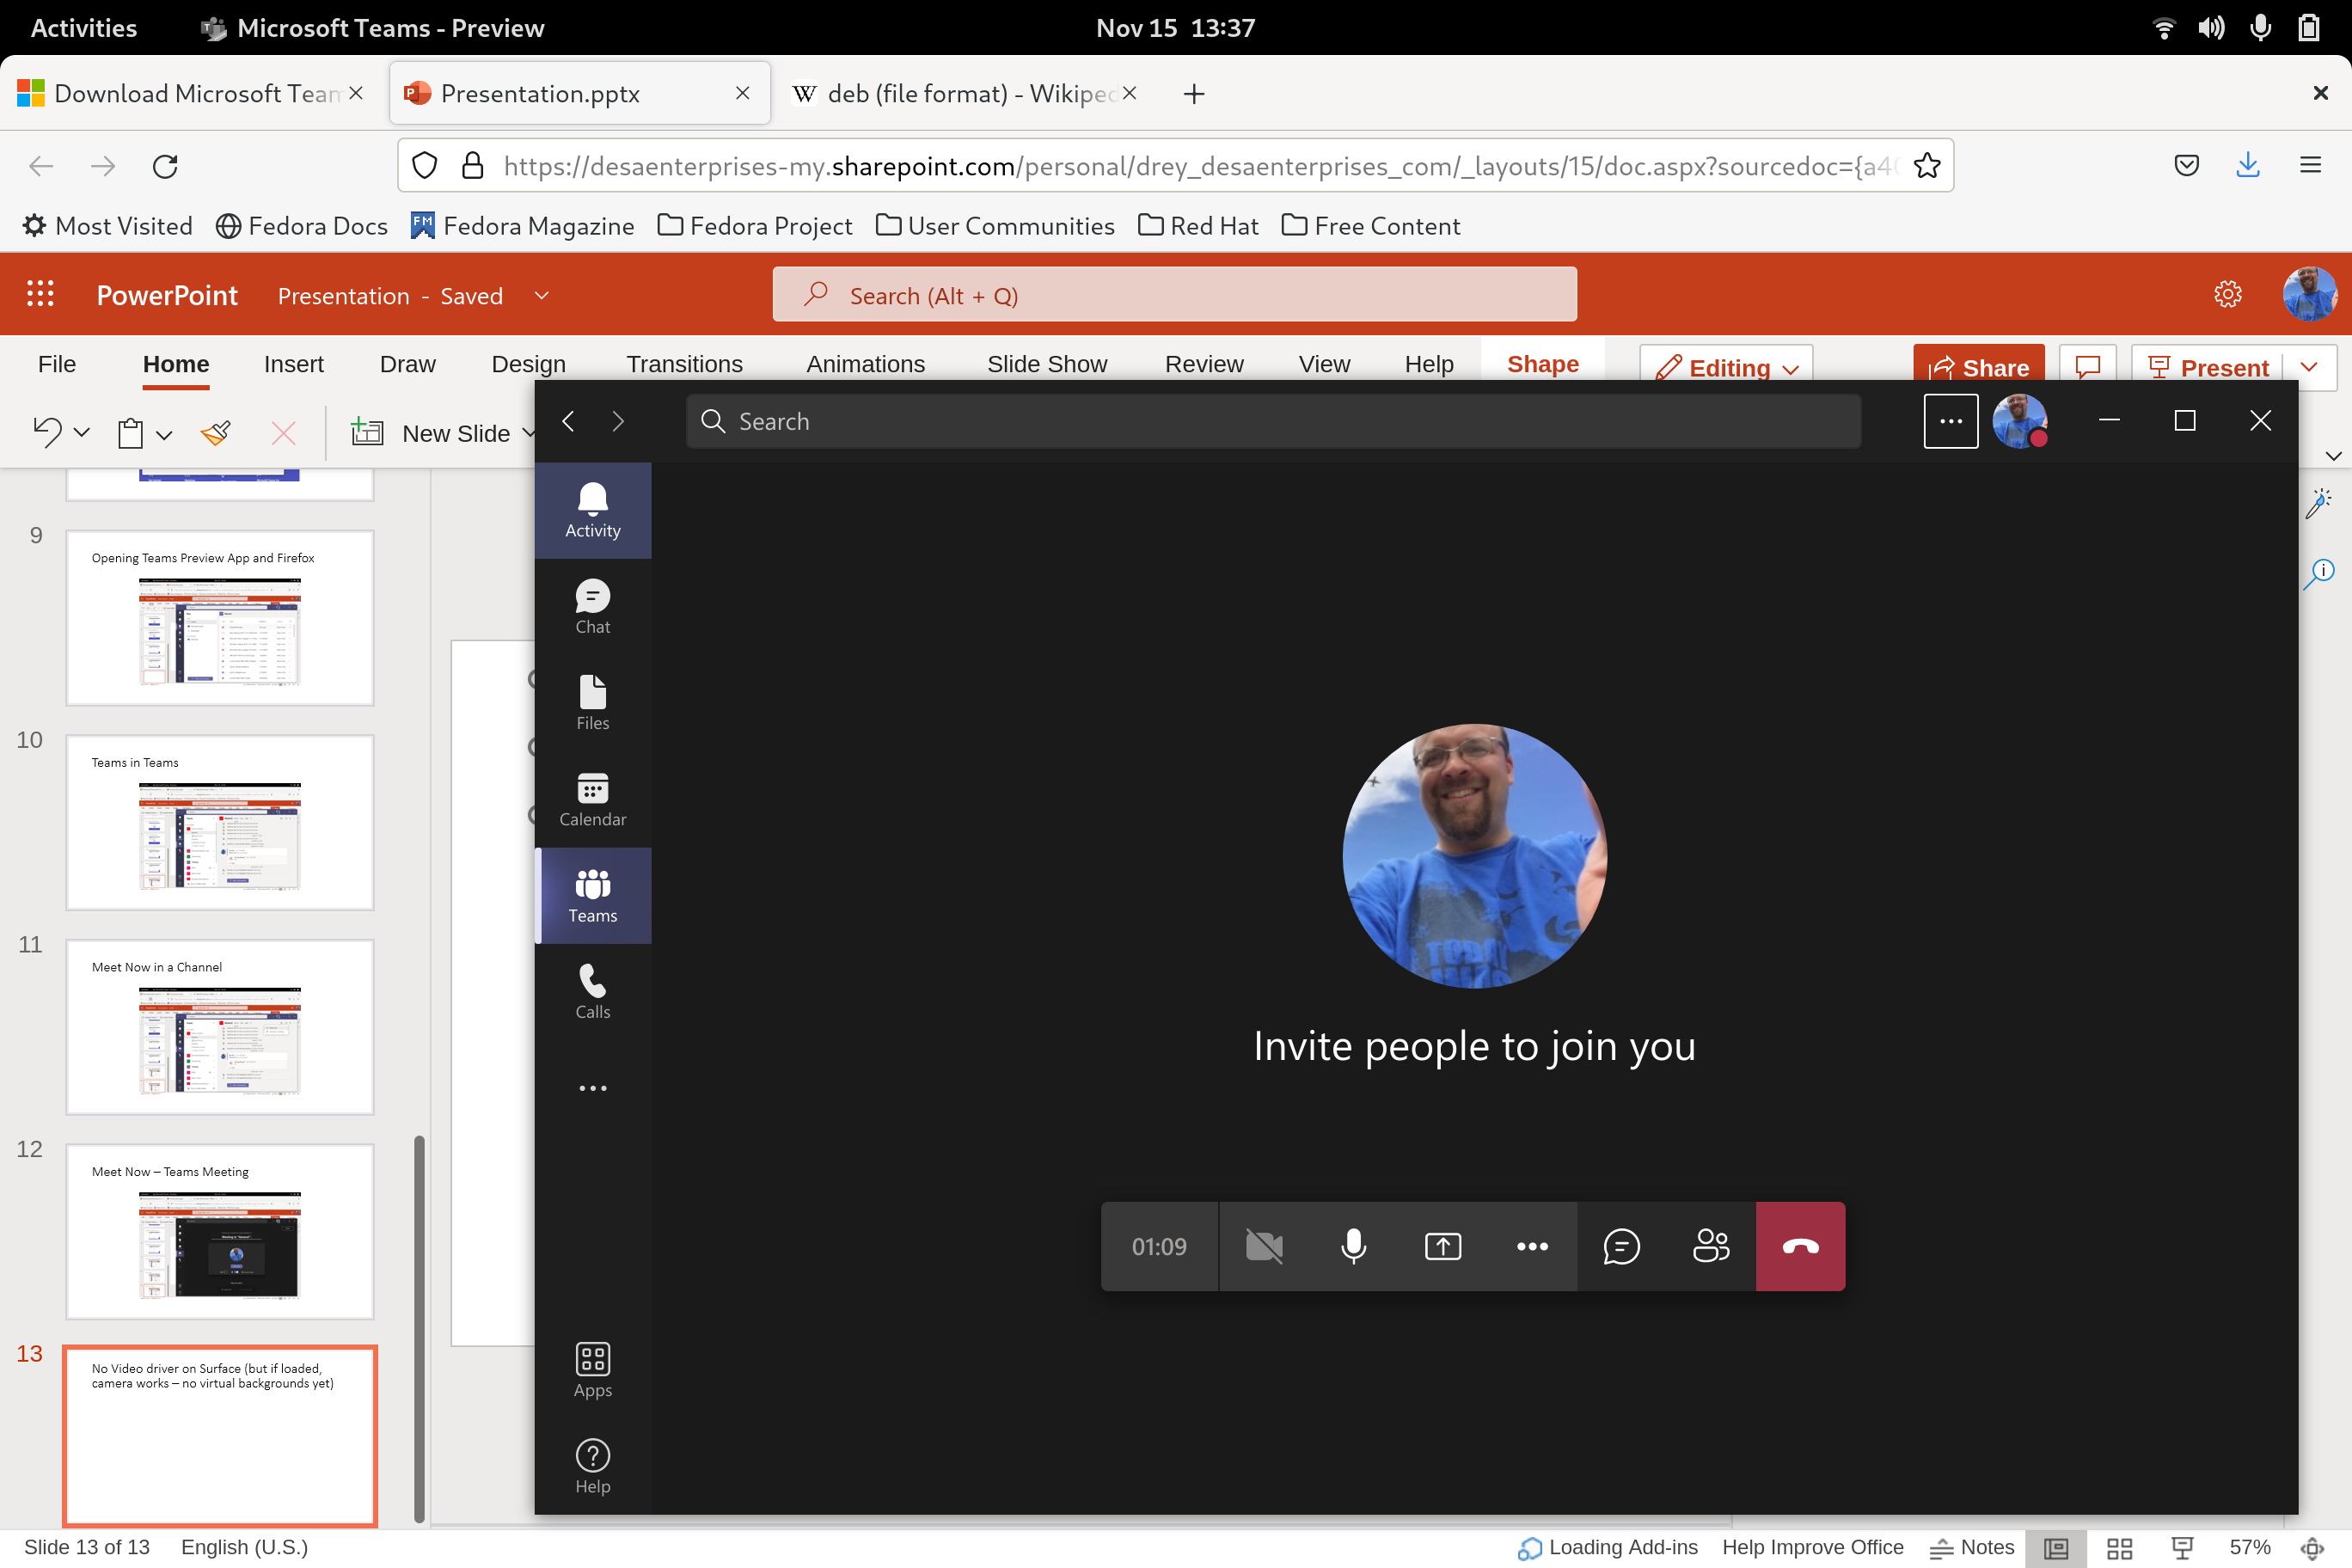 Activities
Microsoft Teams - Preview
Nov 15 13:37
Download Microsoft Team
Presentation.pptx
deb (file format) - Wikiped
https://desaenterprises-my.sharepoint.com/personal/drey_desaenterprises_com/_layouts/15/doc.aspx?sourcedoc={a40
Most Visited
Fedora Docs
Fedora Magazine
Fedora Project
User Communities
Red Hat
Free Content
PowerPoint
Presentation - Saved
Search (Alt + Q)
File
Home
Insert
Draw
Design
Transitions
Animations
Slide Show
Review
View
Help
Shape
Editing
Share
Present
New Slide
Search
9
Opening Teams Preview App and Firefox
10
Teams in Teams
11
Meet Now in a Channel
12
Meet Now – Teams Meeting
13
No Video driver on Surface (but if loaded,
camera works – no virtual backgrounds yet)
Activity
Chat
Files
Calendar
Teams
Calls
Apps
Help
Invite people to join you
01:09
Slide 13 of 13
English (U.S.)
Loading Add-ins
Help Improve Office
Notes
57%